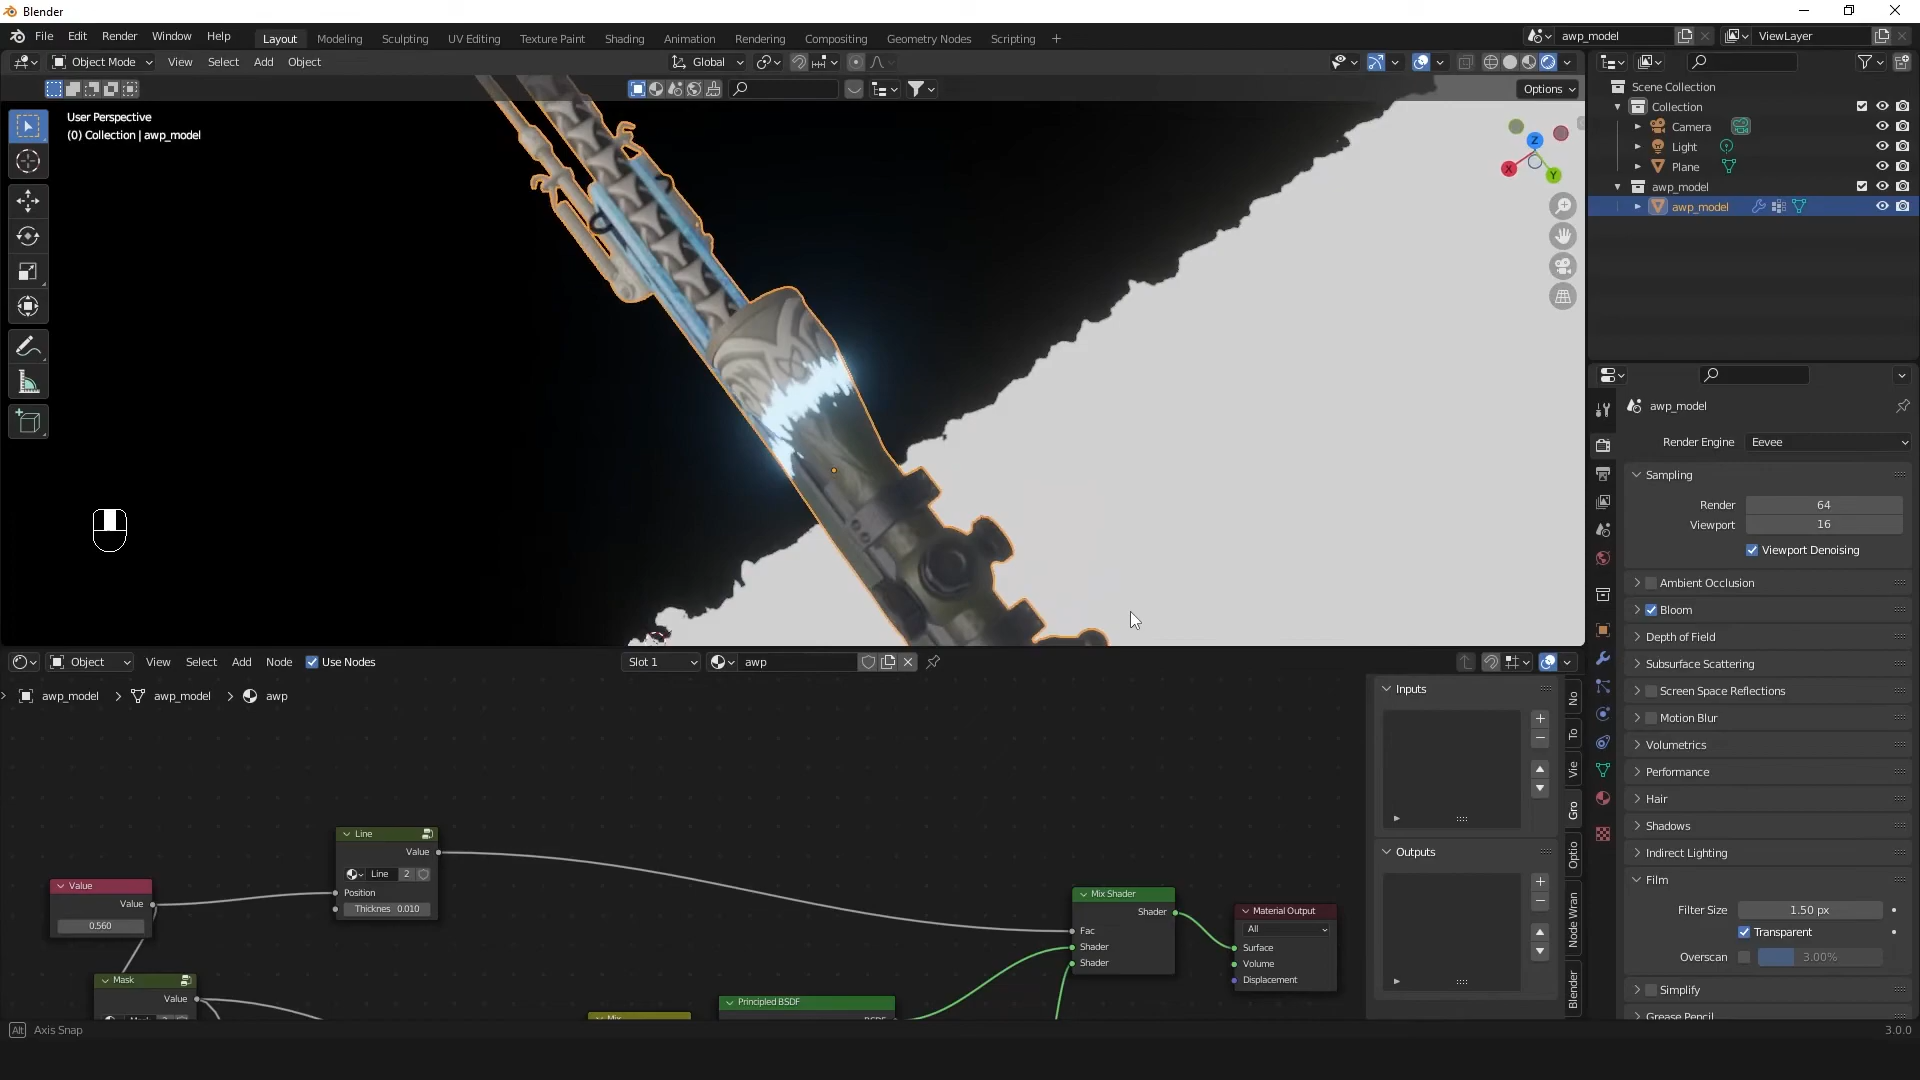 Blender
File Edit Render Window Help
Layout Modeling Sculpting UV Editing Texture Paint Shading Animation Rendering Compositing Geometry Nodes Scripting +
awp_model
ViewLayer
Object Mode View Select Add Object
Global
Options
User Perspective
(0) Collection | awp_model
Z
X
Y
Scene Collection
Collection
Camera
Light
Plane
awp_model
awp_model
awp_model
Render Engine Eevee
Sampling
Render 64
Viewport 16
Viewport Denoising
Ambient Occlusion
Bloom
Depth of Field
Subsurface Scattering
Screen Space Reflections
Motion Blur
Volumetrics
Performance
Hair
Shadows
Indirect Lighting
Film
Filter Size 1.50 px
Transparent
Overscan 3.00%
Simplify
Grease Pencil
Object View Select Add Node Use Nodes
Slot 1
awp
awp_model > awp_model > awp
Inputs
Outputs
No
To
Vie
Gro
Optio
Node Wran
Blender
Line
Value
Line 2
Position
Thicknes 0.010
Value
Value
0.560
Mask
Value
Mix
Principled BSDF
Mix Shader
Shader
Fac
Shader
Shader
Material Output
All
Surface
Volume
Displacement
Alt Axis Snap
3.0.0